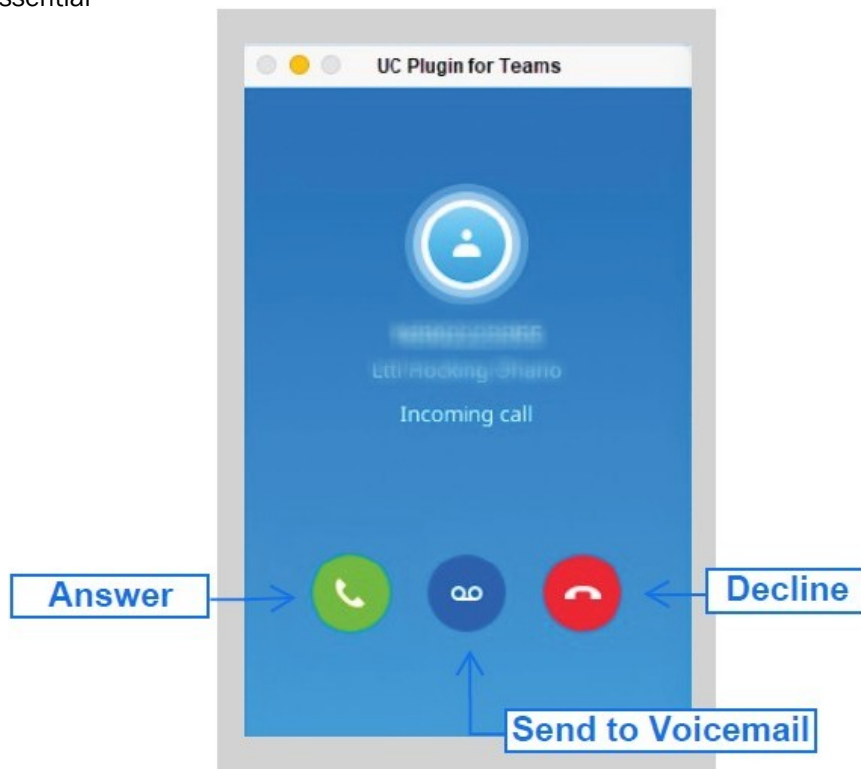 UC Plugin for Teams
Incoming call
Answer
Decline
Send to Voicemail